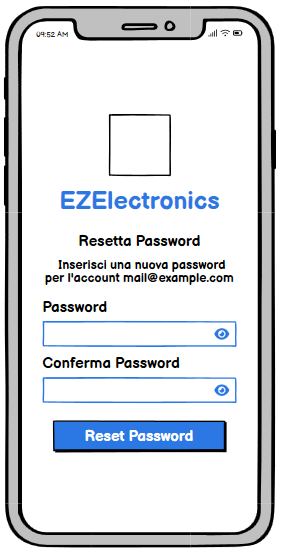 09:52 AM
EZElectronics
Resetta Password
Inserisci una nuova password
per l'account mail@example.com
Password
Conferma Password
Reset Password